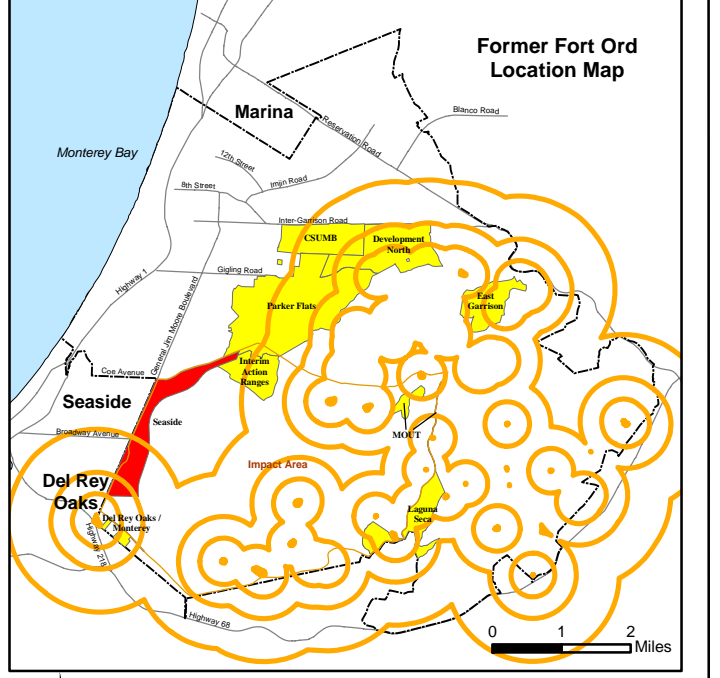 Former Fort Ord
Location Map
Marina
Blanco Road
Reservation Road
Monterey Bay
12th Street
Imjin Road
8th Street
Inter-Garrison Road
CSUMB
Development
North
Highway 1
Gigling Road
General Jim Moore Boulevard
Parker Flats
East
Garrison
Coe Avenue
Interim
Action
Ranges
Seaside
Seaside
Broadway Avenue
MOUT
Impact Area
Del Rey
Oaks
Laguna
Seca
Del Rey Oaks /
Monterey
Highway 218
Highway 68
0 1 2
Miles